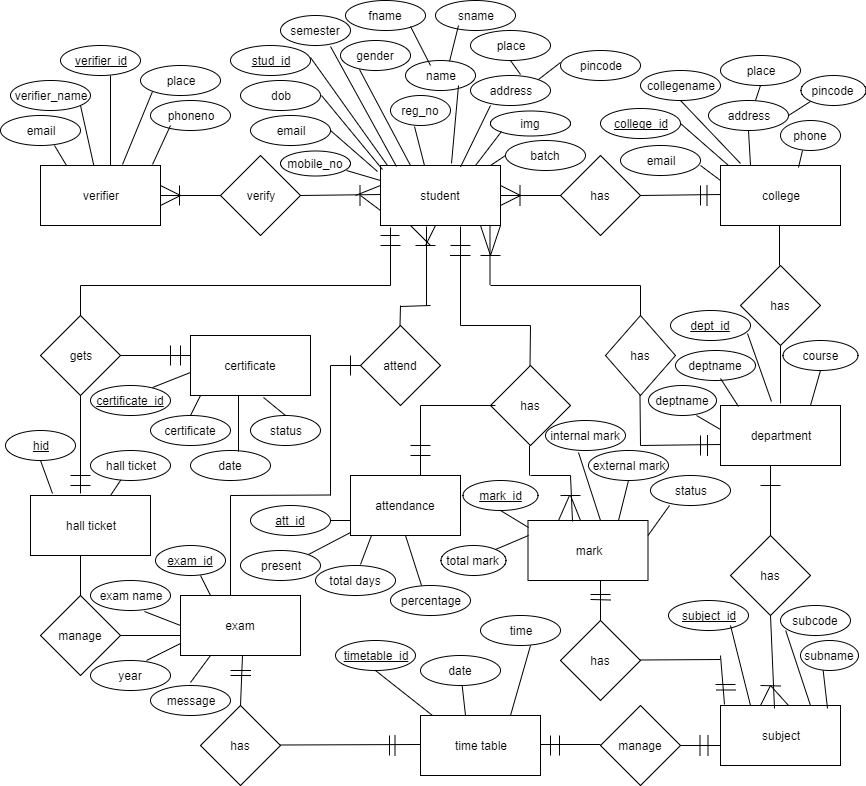 fname
sname
semester
verifier_id
gender
place
stud_id
name
pincode
place
verifier_name
dob
address
collegename
place
pincode
phoneno
reg_no
img
college_id
address
email
email
mobile_no
batch
email
phone
verifier
verify
student
has
college
has
dept_id
gets
certificate
attend
has
deptname
course
certificate_id
has
deptname
certificate
status
internal mark
department
hid
hall ticket
date
external mark
attendance
mark_id
status
hall ticket
att_id
mark
exam_id
present
total days
total mark
has
exam name
percentage
manage
exam
subject_id
subcode
time
timetable_id
has
subname
year
date
message
has
time table
manage
subject